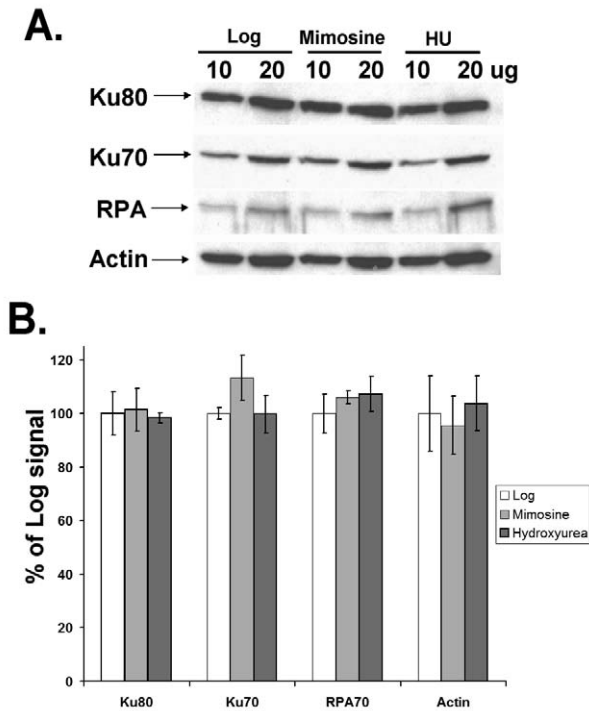 A.
Log Mimosine HU
10 20 10 20 10 20 ug
Ku80
Ku70
RPA
Actin
B.
% of Log signal
120
100
80
60
40
20
0
Ku80 Ku70 RPA70 Actin
Log
Mimosine
Hydroxyurea